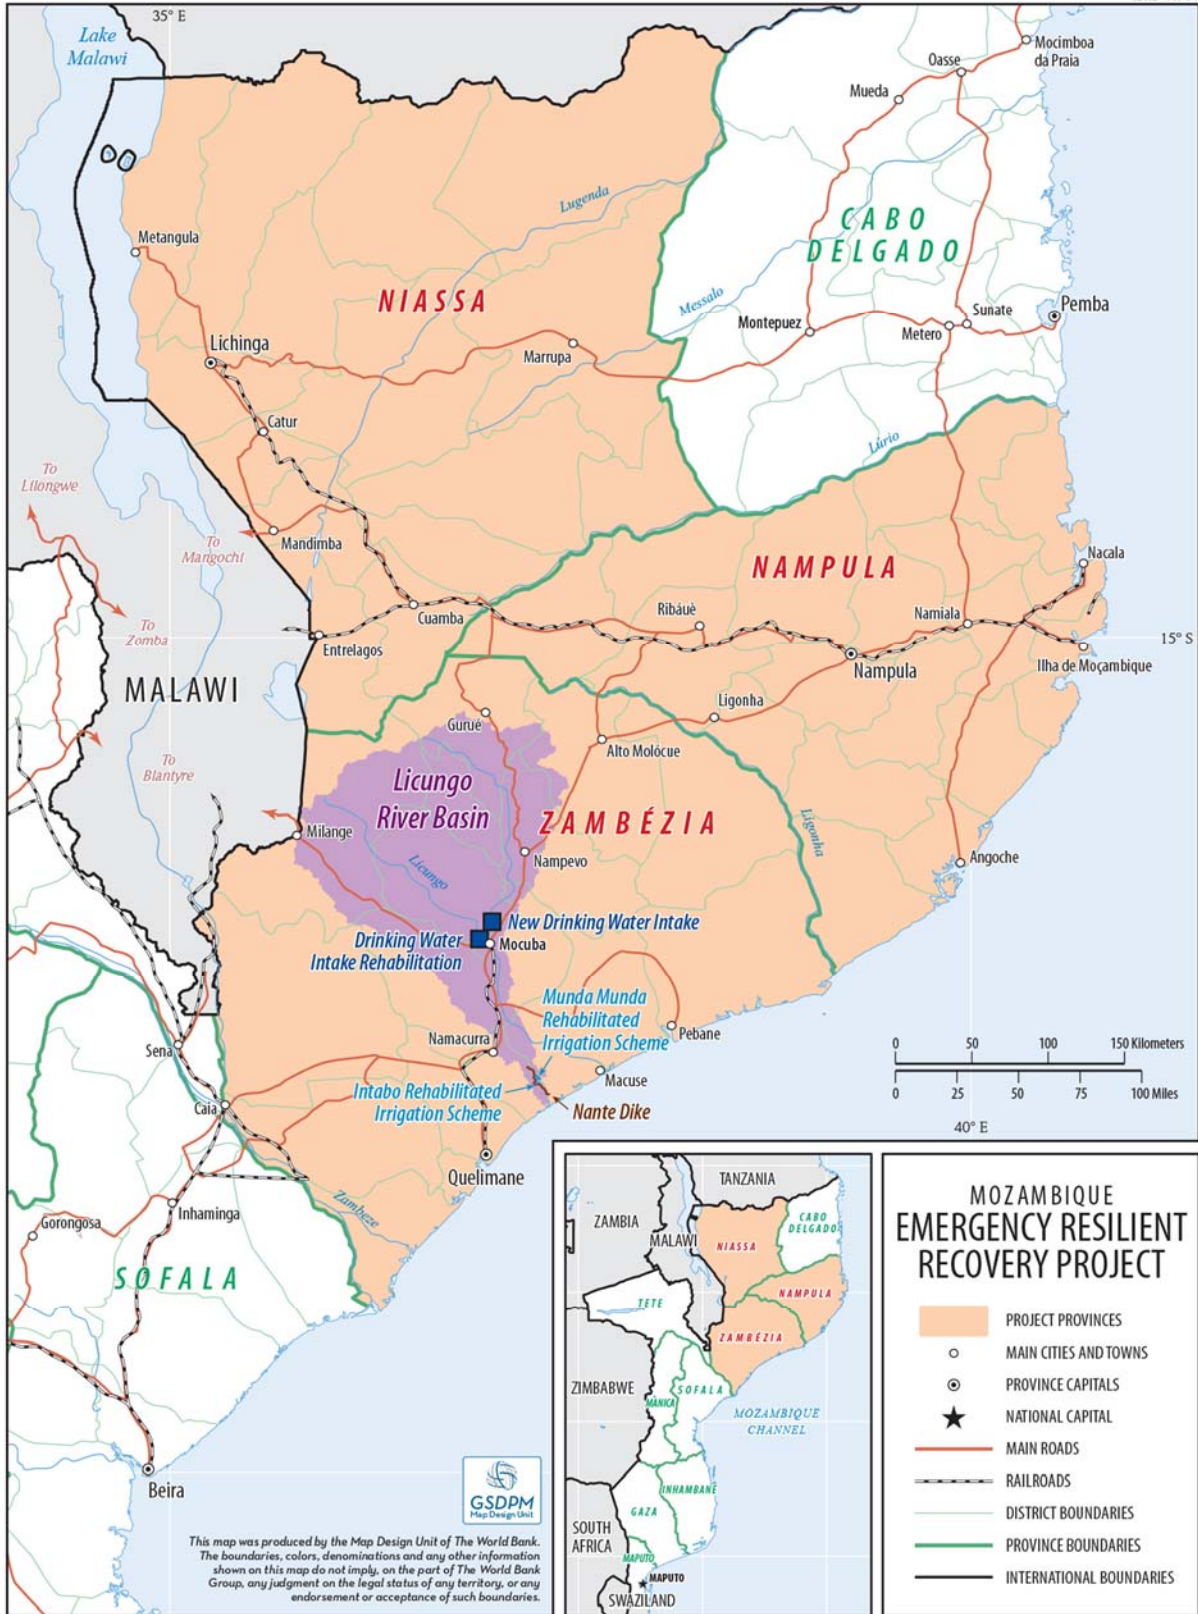 35° E
Lake
Malawi
Mocimboa
da Praia
Oasse
Mueda
Lugenda
CABO
DELGADO
Metangula
NIASSA
Messalo
Pemba
Sunate
Montepuez
Metero
Lichinga
Marrupa
Catur
Lúrio
To
Lilongwe
To
Mangochi
Mandimba
NAMPULA
Nacala
Cuamba
Ribáuè
Namiala
To
Zomba
Entrelagos
15° S
Nampula
Ilha de Moçambique
MALAWI
Ligonha
Gurué
Alto Molócue
To
Blantyre
Licungo
River Basin
ZAMBÉZIA
Ligonha
Milange
Nampevo
Licungo
Angoche
New Drinking Water Intake
Drinking Water
Intake Rehabilitation
Mocuba
Munda Munda
Rehabilitated
Irrigation Scheme
Pebane
Namacurra
Sena
0 50 100 150 Kilometers
0 25 50 75 100 Miles
Macuse
Intabo Rehabilitated
Irrigation Scheme
Nante Dike
Caia
40° E
Quelimane
Zambeze
Inhaminga
Gorongosa
SOFALA
Beira
TANZANIA
ZAMBIA
MALAWI
CABO
DELGADO
NIASSA
NAMPULA
TETE
ZAMBÉZIA
ZIMBABWE
SOFALA
MANICA
MOZAMBIQUE
CHANNEL
INHAMBANE
GAZA
SOUTH
AFRICA
MAPUTO
MAPUTO
SWAZILAND
MOZAMBIQUE
EMERGENCY RESILIENT
RECOVERY PROJECT
PROJECT PROVINCES
MAIN CITIES AND TOWNS
PROVINCE CAPITALS
NATIONAL CAPITAL
MAIN ROADS
RAILROADS
DISTRICT BOUNDARIES
PROVINCE BOUNDARIES
INTERNATIONAL BOUNDARIES
GSDPM
Map Design Unit
This map was produced by the Map Design Unit of The World Bank.
The boundaries, colors, denominations and any other information
shown on this map do not imply, on the part of The World Bank
Group, any judgment on the legal status of any territory, or any
endorsement or acceptance of such boundaries.